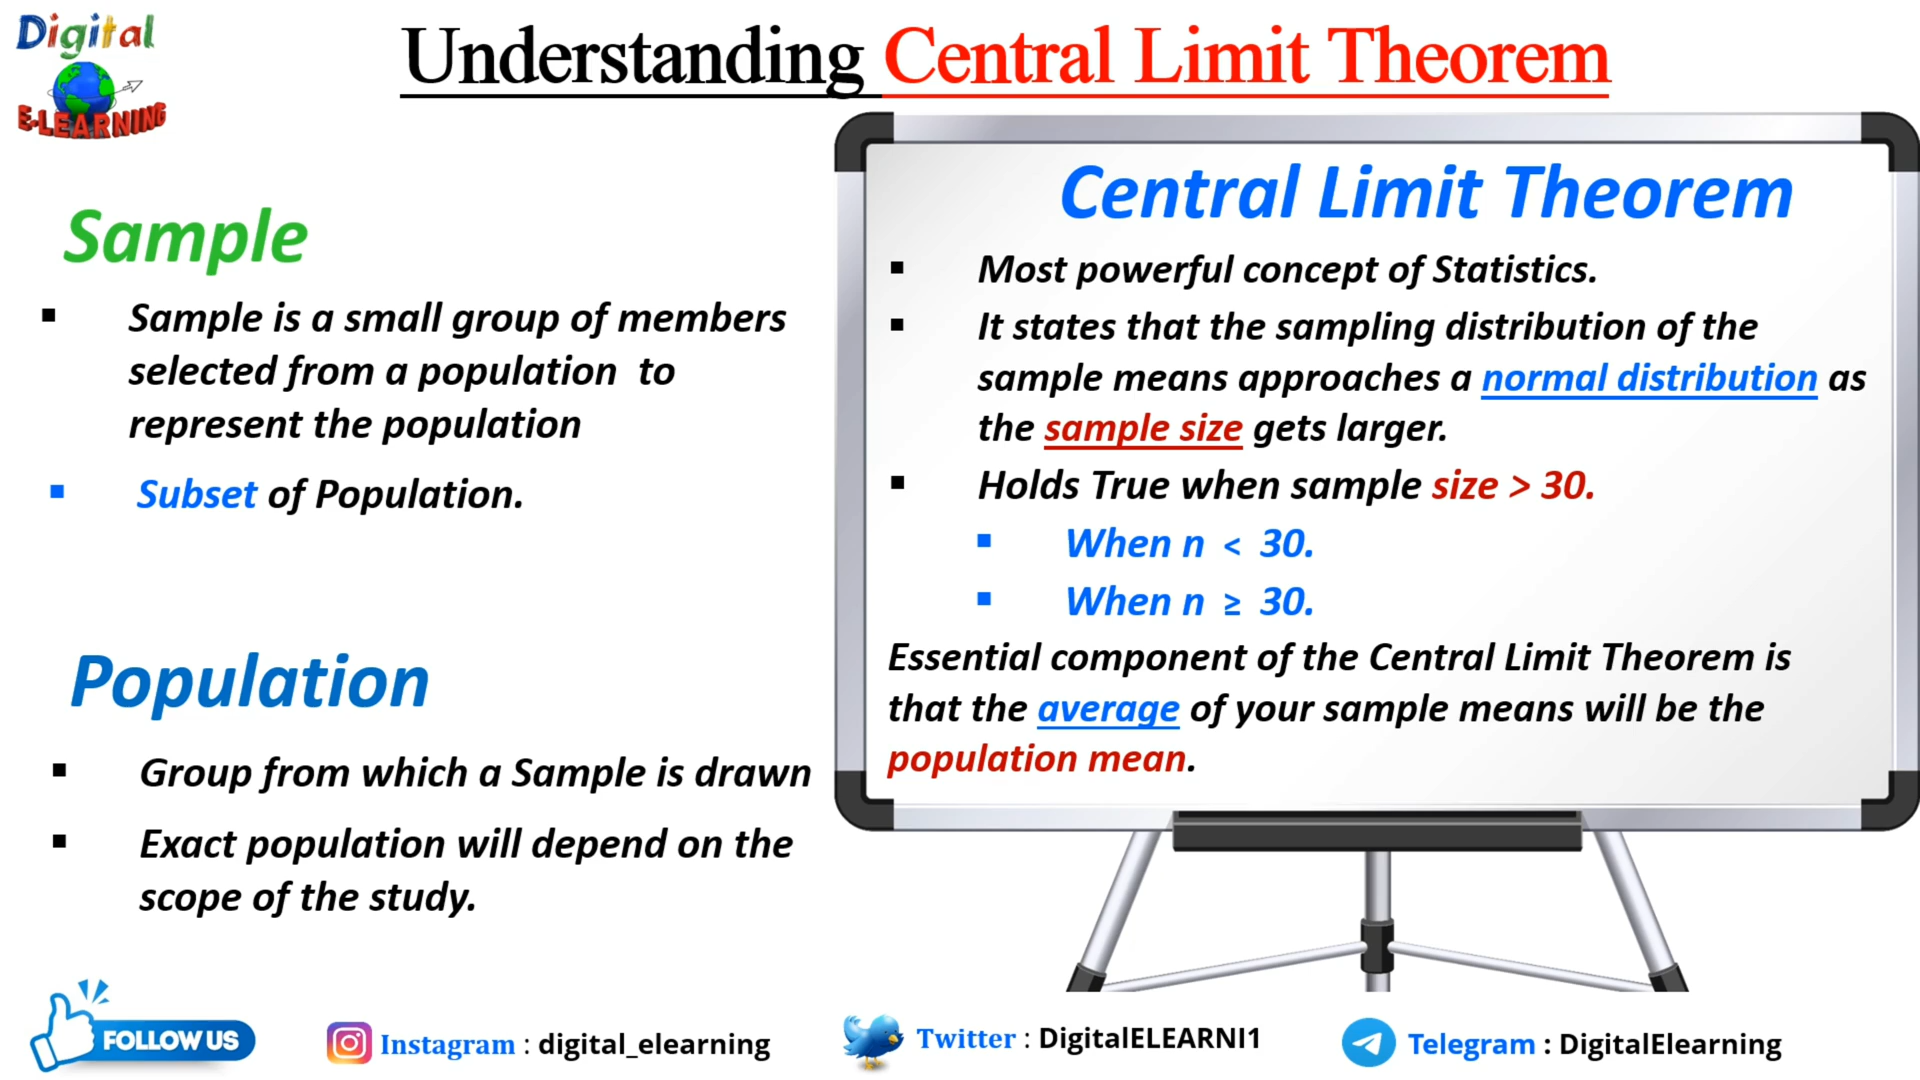 Digital
E-LEARNING
Understanding Central Limit Theorem
Sample
▪ Sample is a small group of members
selected from a population to
represent the population
▪ Subset of Population.
Population
▪ Group from which a Sample is drawn
▪ Exact population will depend on the
scope of the study.
Central Limit Theorem
▪ Most powerful concept of Statistics.
▪ It states that the sampling distribution of the
sample means approaches a normal distribution as
the sample size gets larger.
▪ Holds True when sample size > 30.
▪ When n < 30.
▪ When n ≥ 30.
Essential component of the Central Limit Theorem is
that the average of your sample means will be the
population mean.
FOLLOW US
Instagram : digital_elearning
Twitter : DigitalELEARNI1
Telegram : DigitalElearning